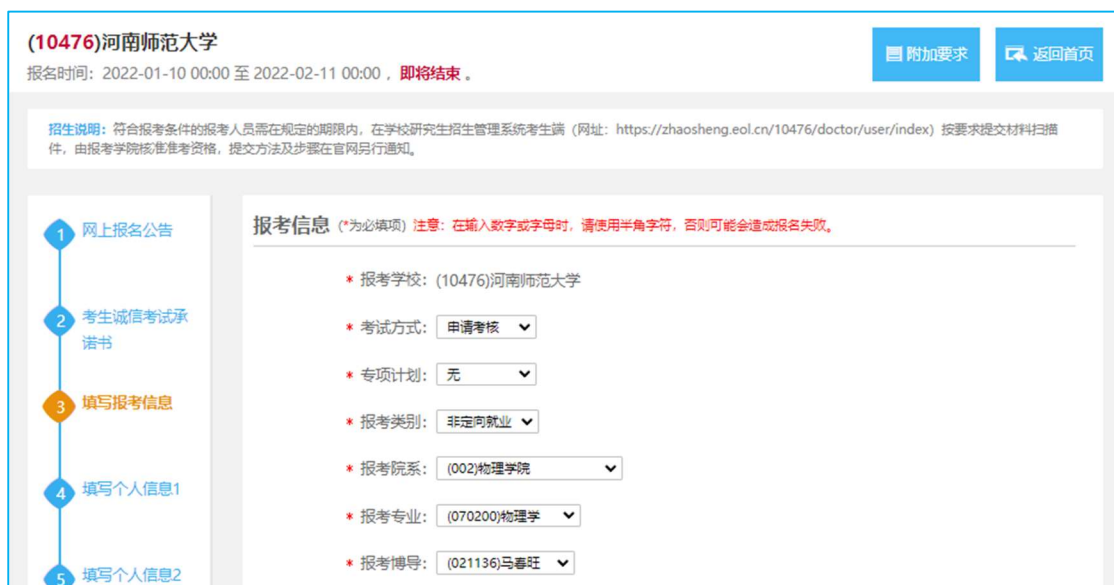 (10476)河南师范大学
附加要求
返回首页
报名时间：2022-01-10 00:00 至 2022-02-11 00:00 ，即将结束 。
招生说明：符合报考条件的报考人员需在规定的期限内，在学校研究生招生管理系统考生端（网址：https://zhaosheng.eol.cn/10476/doctor/user/index）按要求提交材料扫描
件，由报考学院核准准考资格，提交方法及步骤在官网另行通知。
1 网上报名公告
2 考生诚信考试承
诺书
3 填写报考信息
4 填写个人信息1
5 填写个人信息2
报考信息 (*为必填项) 注意：在输入数字或字母时，请使用半角字符，否则可能会造成报名失败。
* 报考学校：(10476)河南师范大学
* 考试方式：申请考核
* 专项计划：无
* 报考类别：非定向就业
* 报考院系：(002)物理学院
* 报考专业：(070200)物理学
* 报考博导：(021136)马春旺